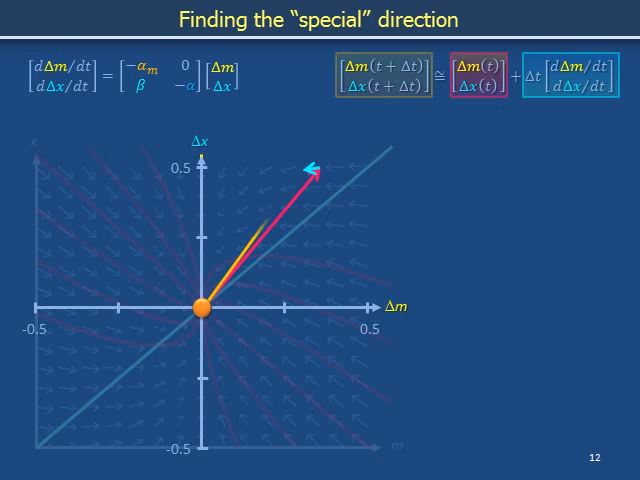 Finding the “special” direction
[dΔm/dt dΔx/dt] = [−αₘ 0 β −α] [Δm Δx]
[Δm(t + Δt) Δx(t + Δt)] ≅ [Δm(t) Δx(t)] + Δt [dΔm/dt dΔx/dt]
x
Δx
0.5
Δm
-0.5
0.5
-0.5
m
12